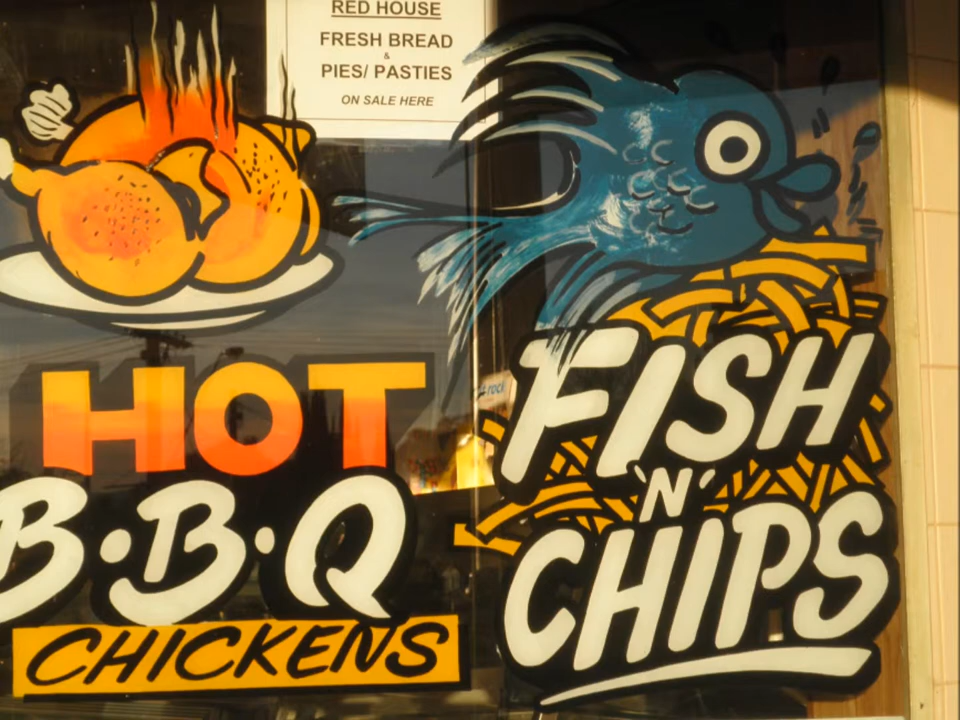 RED HOUSE
FRESH BREAD
&
PIES/ PASTIES
ON SALE HERE
HOT
B·B·Q
CHICKENS
FISH
'N'
CHIPS